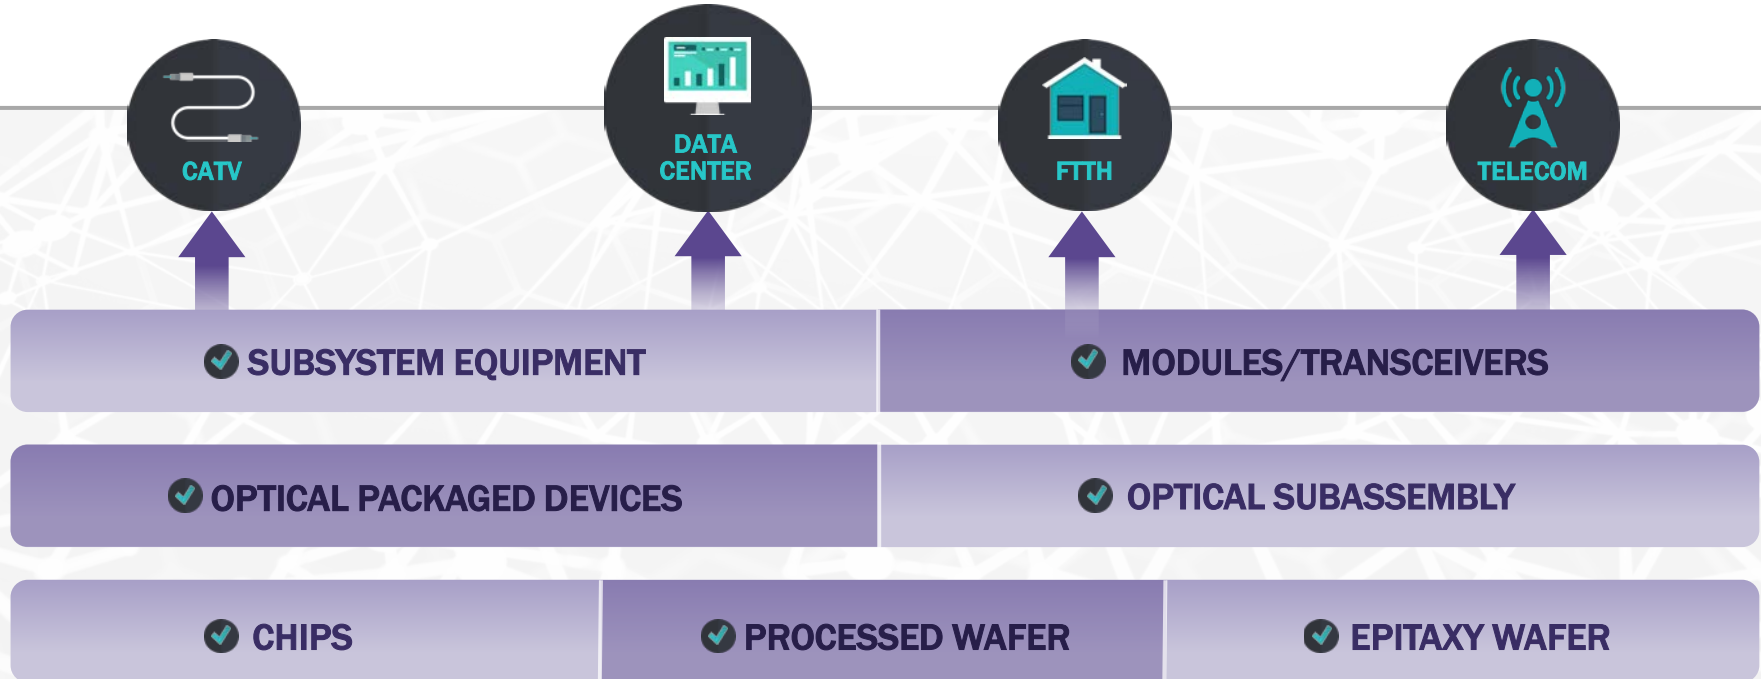 CATV
DATA
CENTER
FTTH
TELECOM
SUBSYSTEM EQUIPMENT
MODULES/TRANSCEIVERS
OPTICAL PACKAGED DEVICES
OPTICAL SUBASSEMBLY
CHIPS
PROCESSED WAFER
EPITAXY WAFER